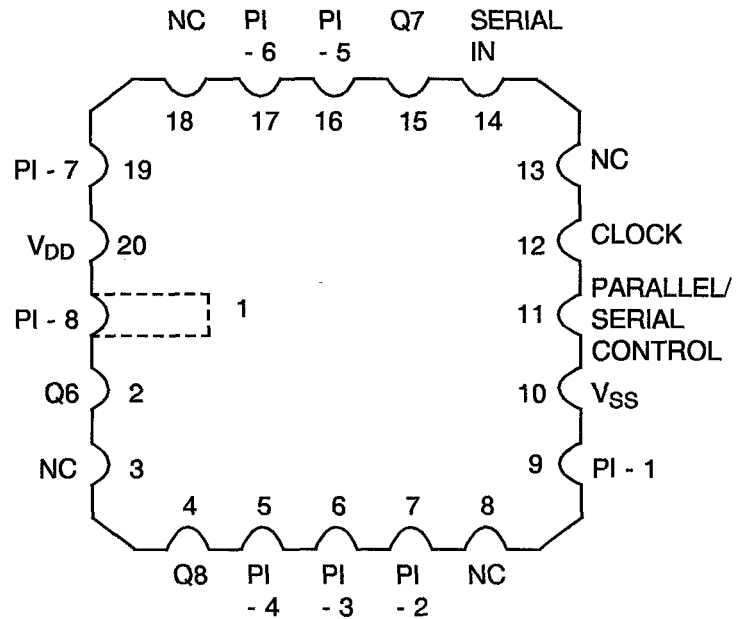 NC PI - 6 PI - 5 Q7 SERIAL IN
18 17 16 15 14
PI - 7 19 13 NC
VDD 20 12 CLOCK
PI - 8 1 11 PARALLEL/ SERIAL CONTROL
Q6 2 10 VSS
NC 3 9 PI - 1
4 5 6 7 8
Q8 PI - 4 PI - 3 PI - 2 NC